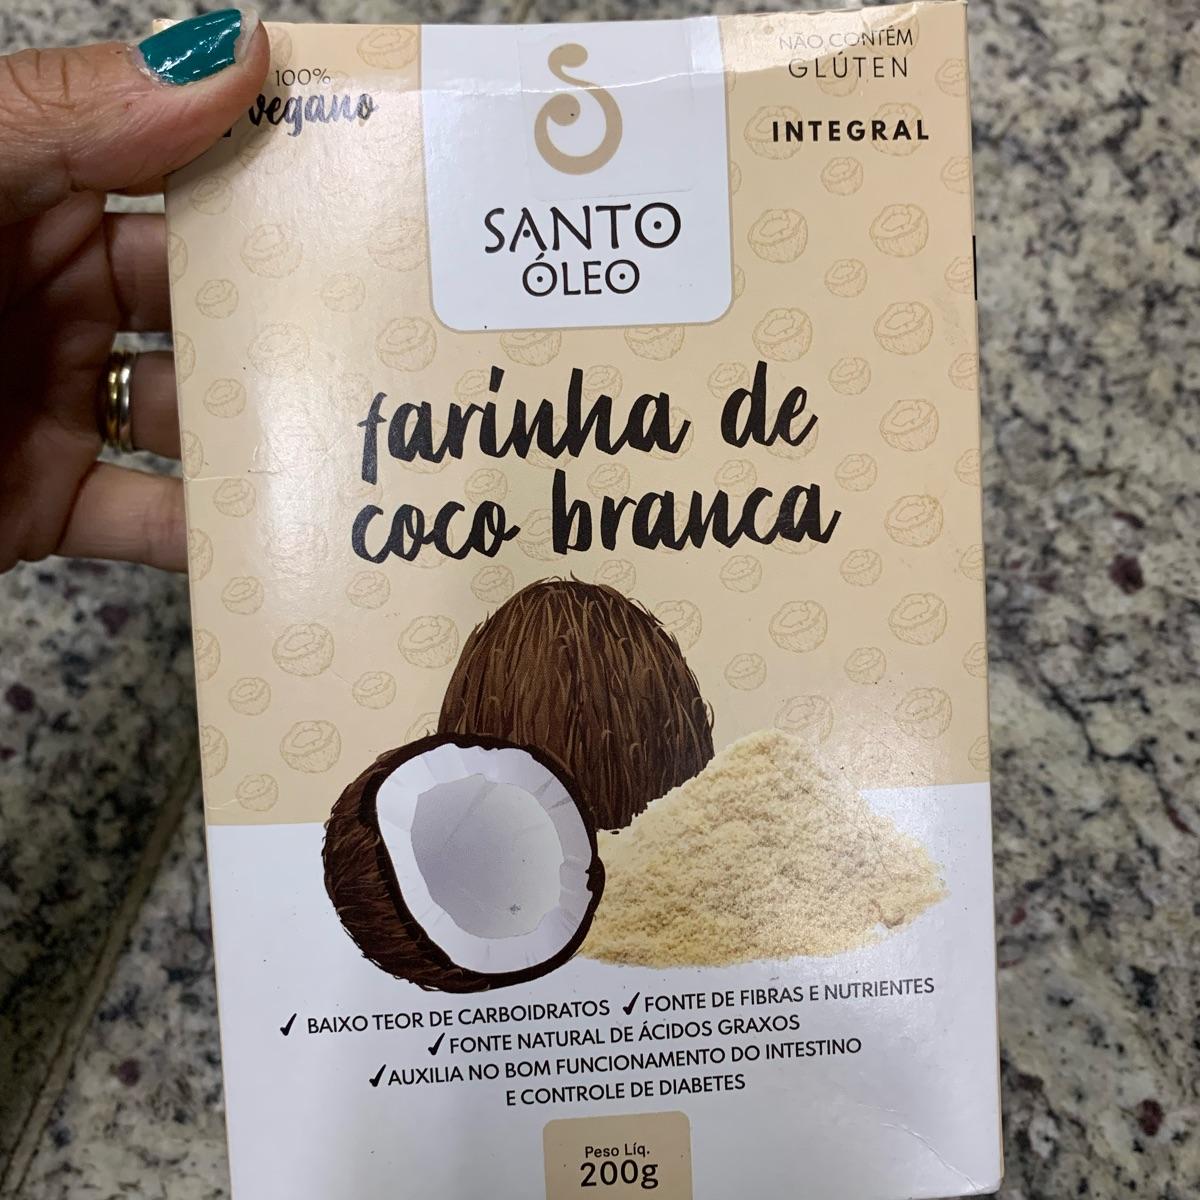 100%
vegano
NÃO CONTÉM
GLÚTEN
INTEGRAL
SANTO
ÓLEO
farinha de
coco branca
✓ BAIXO TEOR DE CARBOIDRATOS ✓ FONTE DE FIBRAS E NUTRIENTES
✓ FONTE NATURAL DE ÁCIDOS GRAXOS
✓ AUXILIA NO BOM FUNCIONAMENTO DO INTESTINO
E CONTROLE DE DIABETES
Peso Líq.
200g